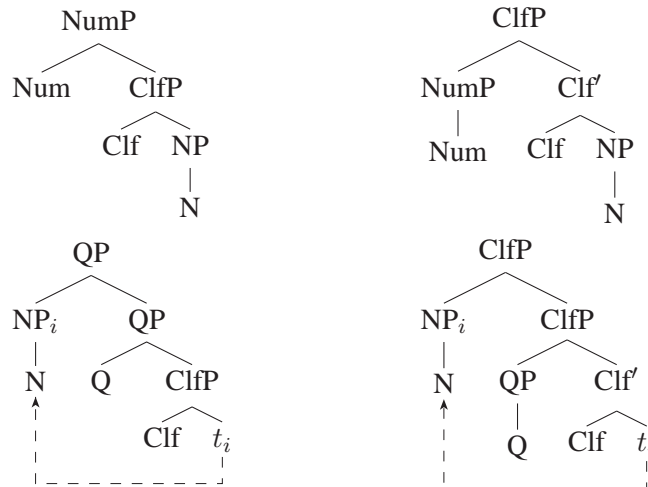 NumP ClfP
Num ClfP NumP Clf′
Clf NP Num Clf NP
N N
QP ClfP
NP_i QP NP_i ClfP
N Q ClfP N QP Clf′
Clf t_i Q Clf t